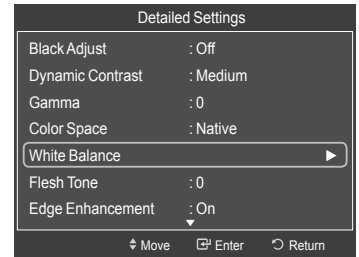 Detailed Settings
Black Adjust : Off
Dynamic Contrast : Medium
Gamma : 0
Color Space : Native
White Balance ►
Flesh Tone : 0
Edge Enhancement : On
▼
Move Enter Return